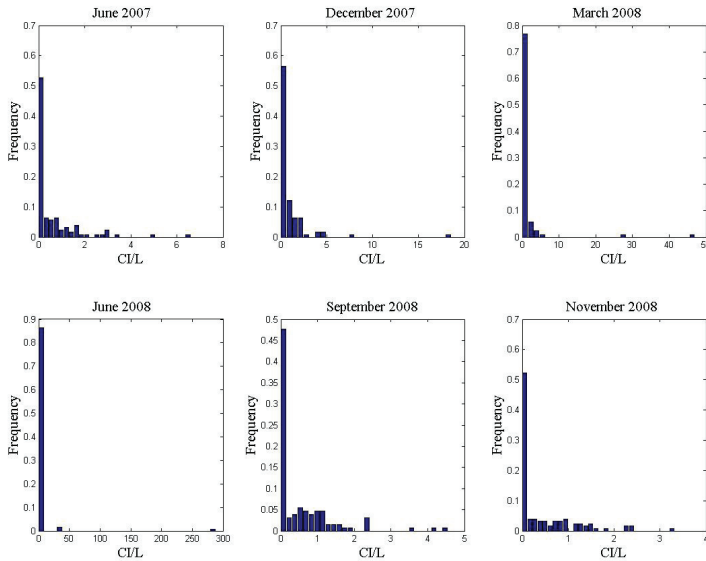 June 2007
December 2007
March 2008
0.7
0.6
0.5
0.4
0.3
0.2
0.1
0
0 2 4 6 8
Frequency
CI/L
0.7
0.6
0.5
0.4
0.3
0.2
0.1
0
0 5 10 15 20
Frequency
CI/L
0.8
0.7
0.6
0.5
0.4
0.3
0.2
0.1
0
0 10 20 30 40 50
Frequency
CI/L
June 2008
September 2008
November 2008
0.9
0.8
0.7
0.6
0.5
0.4
0.3
0.2
0.1
0
0 50 100 150 200 250 300
Frequency
CI/L
0.5
0.45
0.4
0.35
0.3
0.25
0.2
0.15
0.1
0.05
0
0 1 2 3 4 5
Frequency
CI/L
0.7
0.6
0.5
0.4
0.3
0.2
0.1
0
0 1 2 3 4
Frequency
CI/L